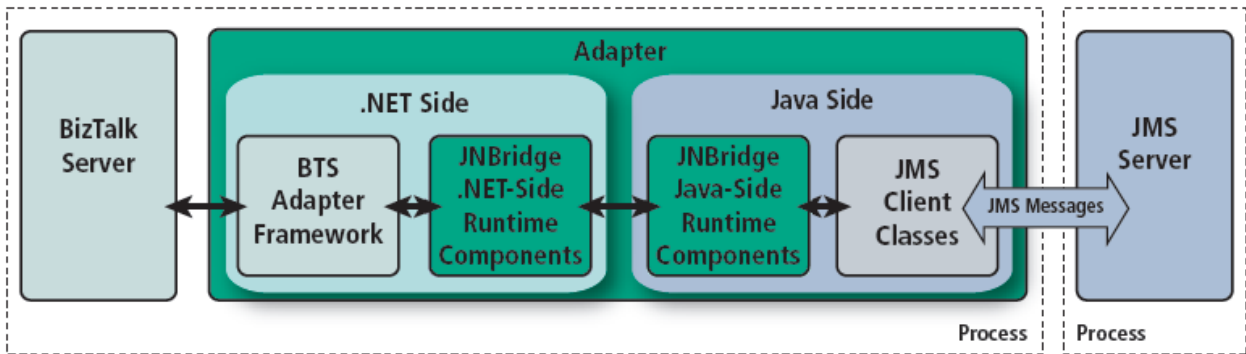 Adapter
.NET Side
Java Side
BizTalk
Server
BTS
Adapter
Framework
JNBridge
.NET-Side
Runtime
Components
JNBridge
Java-Side
Runtime
Components
JMS
Client
Classes
JMS Messages
JMS
Server
Process
Process